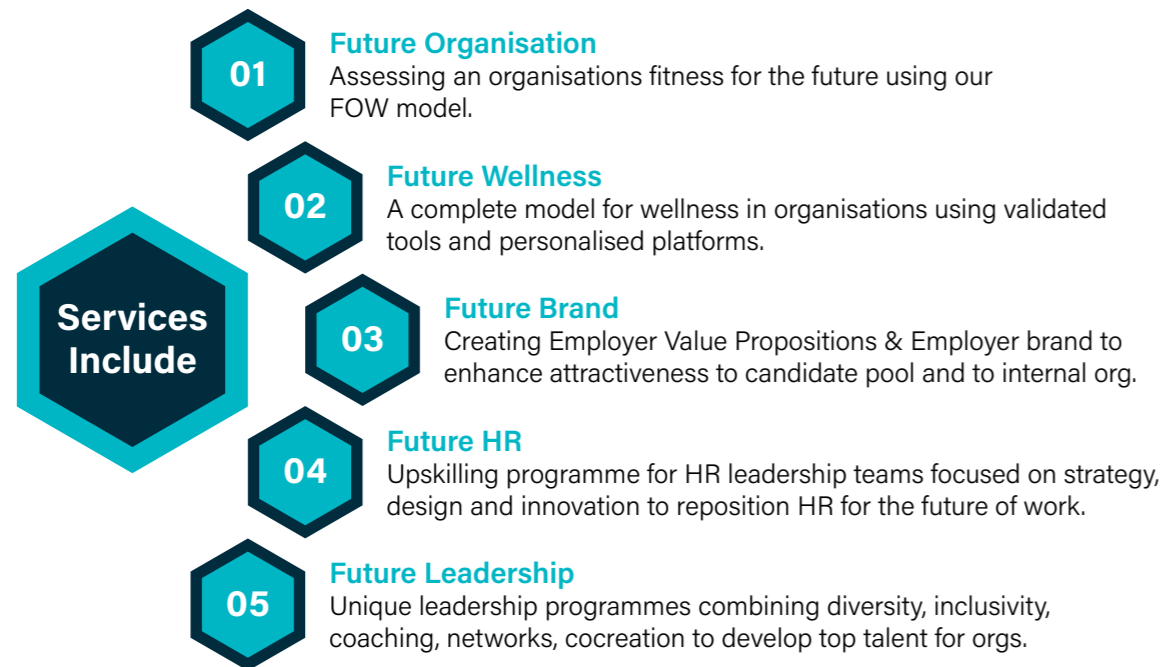 Services
Include
01
Future Organisation
Assessing an organisations fitness for the future using our
FOW model.
02
Future Wellness
A complete model for wellness in organisations using validated
tools and personalised platforms.
03
Future Brand
Creating Employer Value Propositions & Employer brand to
enhance attractiveness to candidate pool and to internal org.
04
Future HR
Upskilling programme for HR leadership teams focused on strategy,
design and innovation to reposition HR for the future of work.
05
Future Leadership
Unique leadership programmes combining diversity, inclusivity,
coaching, networks, cocreation to develop top talent for orgs.